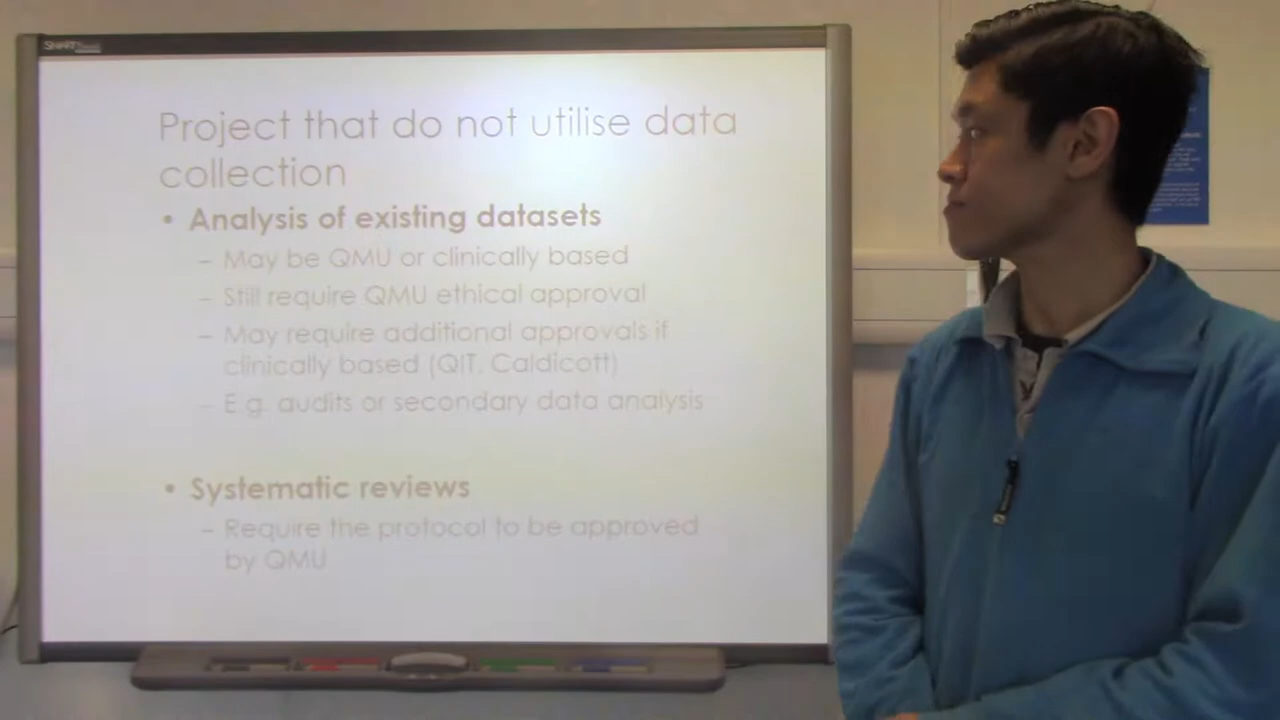 SMART
Project that do not utilise data
collection
• Analysis of existing datasets
– May be QMU or clinically based
– Still require QMU ethical approval
– May require additional approvals if
clinically based (QIT, Caldicott)
– E.g. audits or secondary data analysis
• Systematic reviews
– Require the protocol to be approved
by QMU